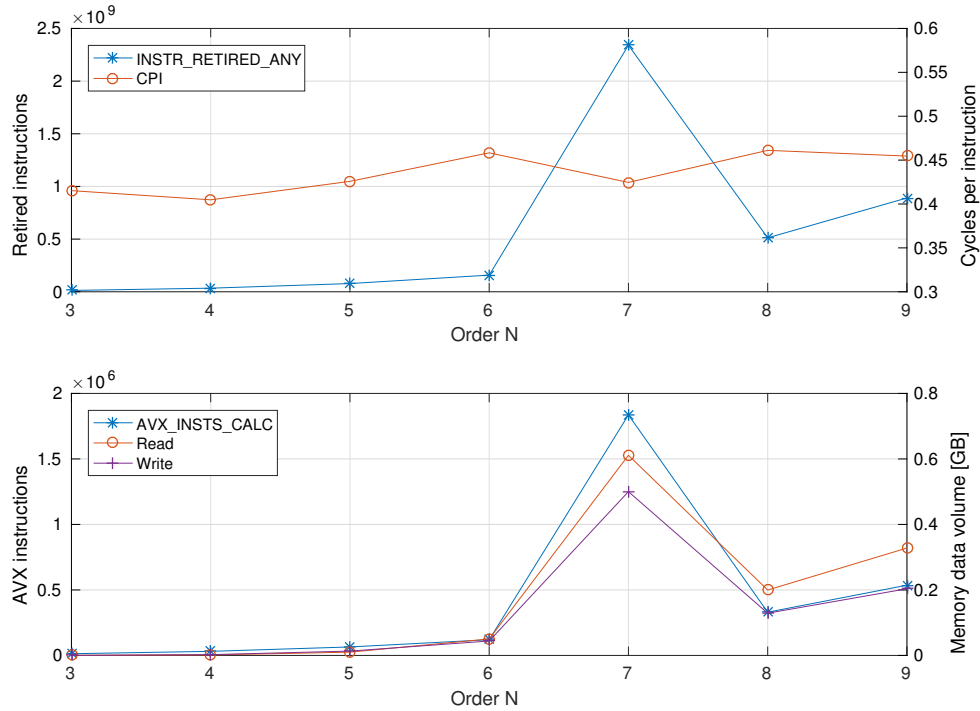 × 10^9
2.5
2
1.5
1
0.5
0
0.6
0.55
0.5
0.45
0.4
0.35
0.3
INSTR_RETIRED_ANY
CPI
Retired instructions
Cycles per instruction
3 4 5 6 7 8 9
Order N
× 10^6
2
1.5
1
0.5
0
0.8
0.6
0.4
0.2
0
AVX_INSTS_CALC
Read
Write
AVX instructions
Memory data volume [GB]
3 4 5 6 7 8 9
Order N